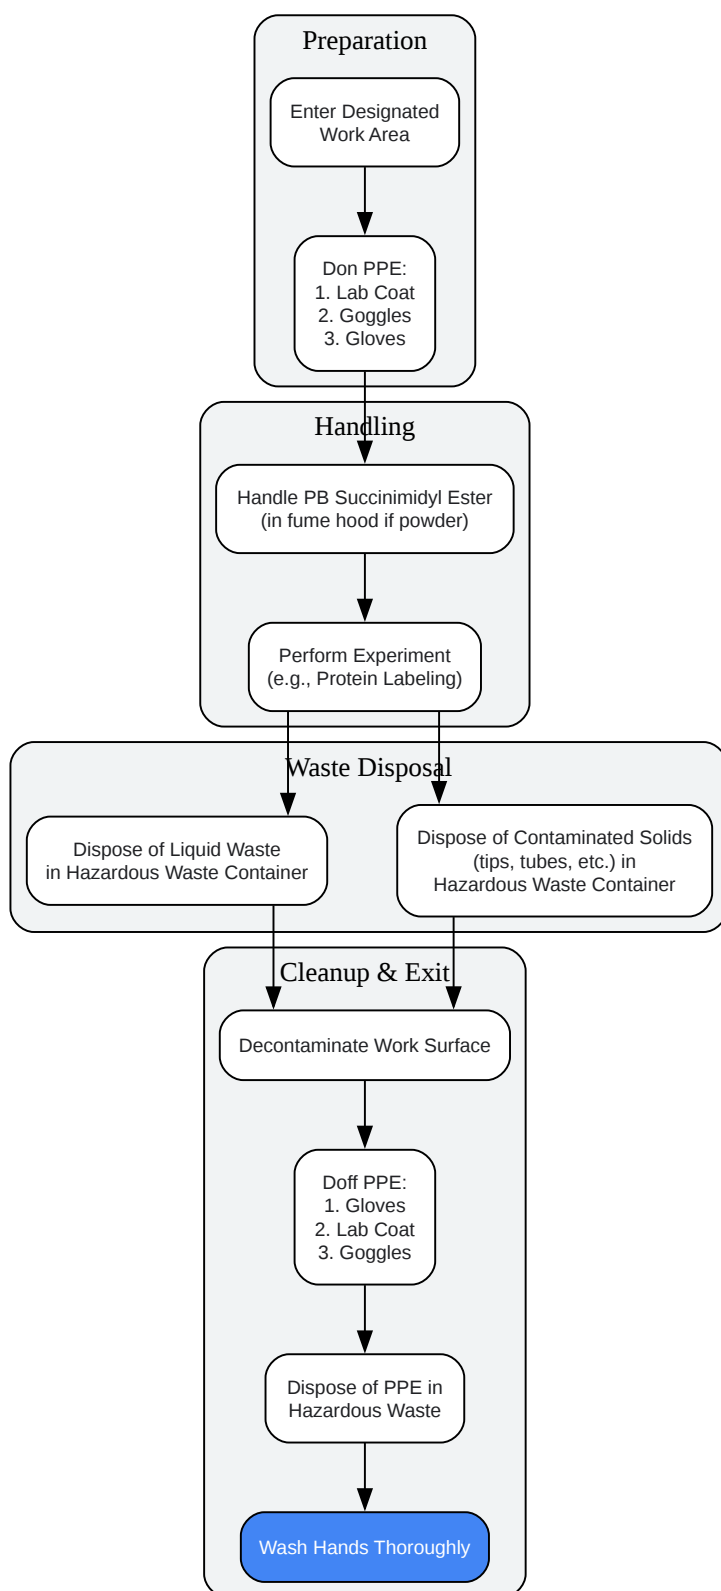 Preparation
Enter Designated
Work Area
Don PPE:
1. Lab Coat
2. Goggles
3. Gloves
Handling
Handle PB Succinimidyl Ester
(in fume hood if powder)
Perform Experiment
(e.g., Protein Labeling)
Waste Disposal
Dispose of Liquid Waste
in Hazardous Waste Container
Dispose of Contaminated Solids
(tips, tubes, etc.) in
Hazardous Waste Container
Cleanup & Exit
Decontaminate Work Surface
Doff PPE:
1. Gloves
2. Lab Coat
3. Goggles
Dispose of PPE in
Hazardous Waste
Wash Hands Thoroughly